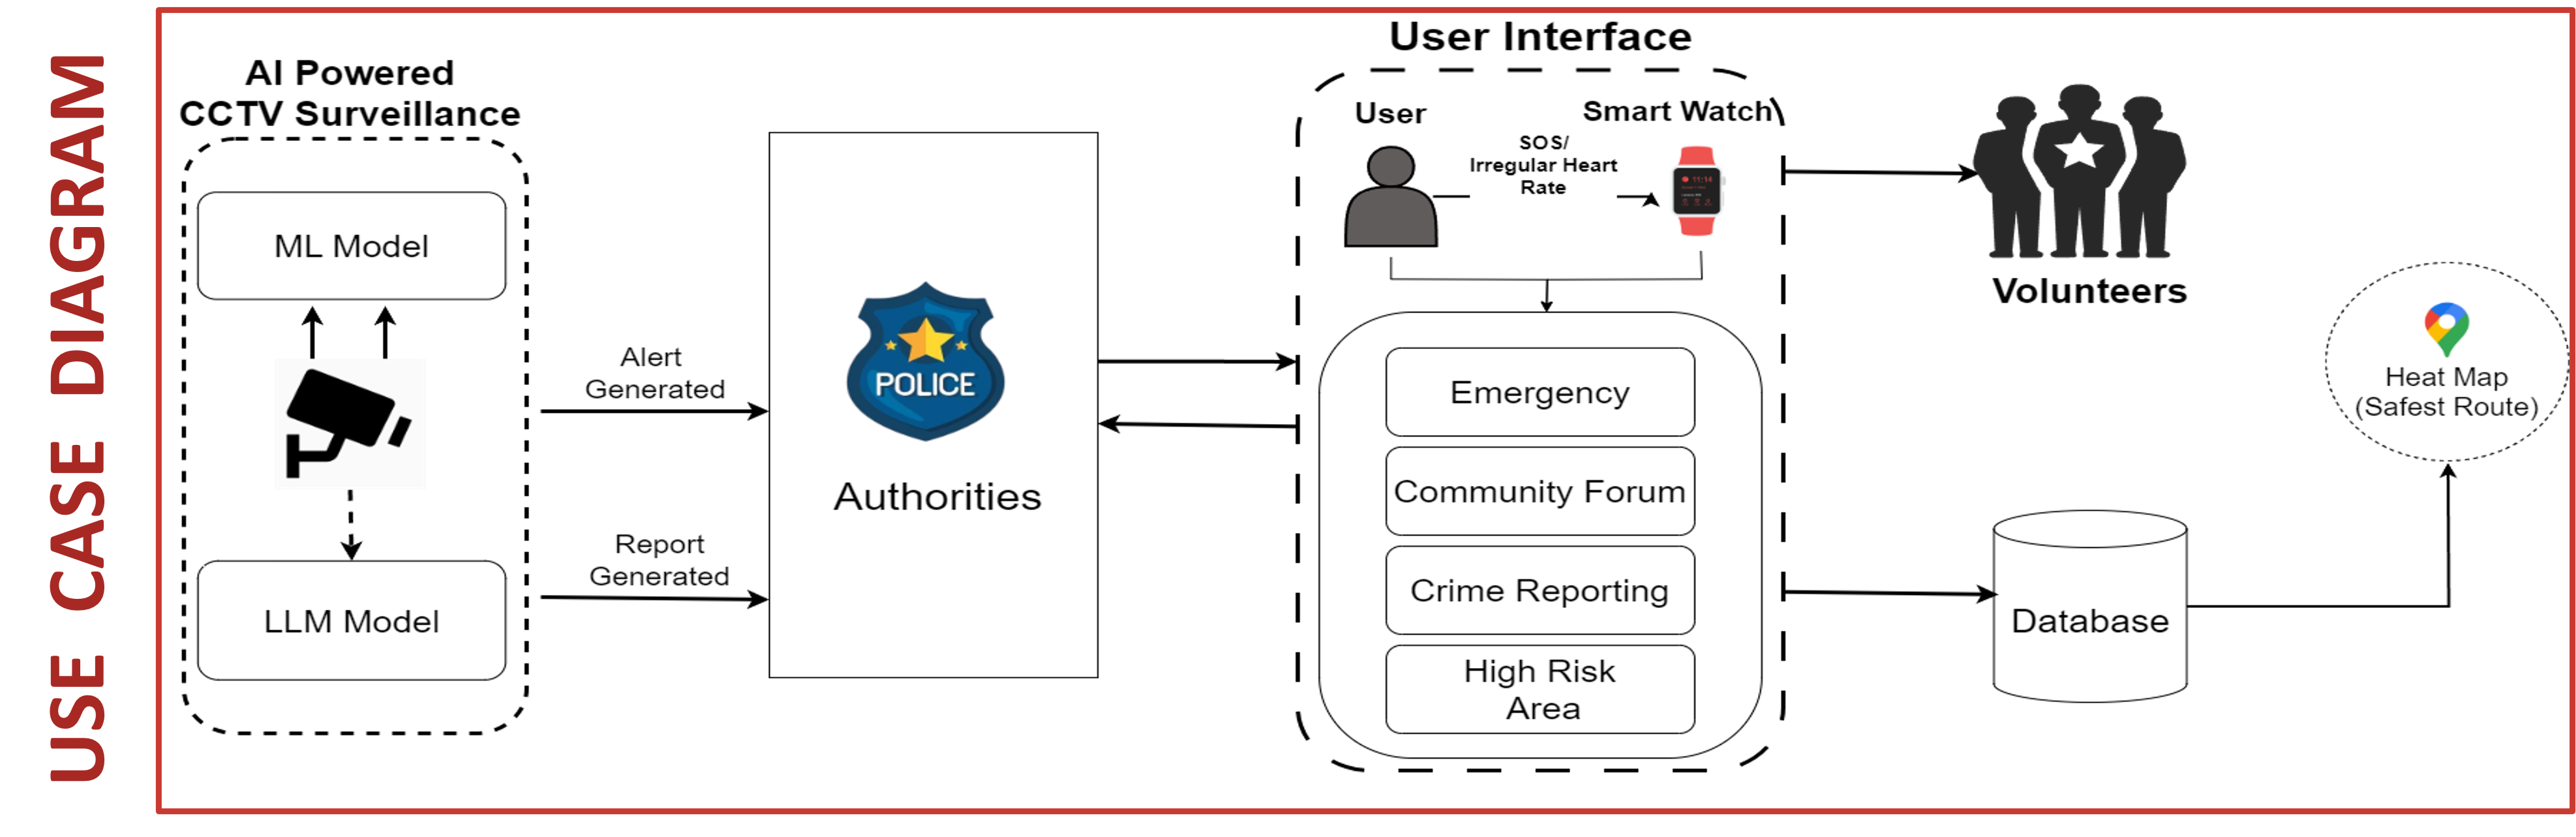 USE CASE DIAGRAM
AI Powered
CCTV Surveillance
ML Model
LLM Model
Alert
Generated
Report
Generated
POLICE
Authorities
User Interface
User
Smart Watch
SOS/
Irregular Heart
Rate
11:14
Emergency
Community Forum
Crime Reporting
High Risk
Area
Volunteers
Database
Heat Map
(Safest Route)